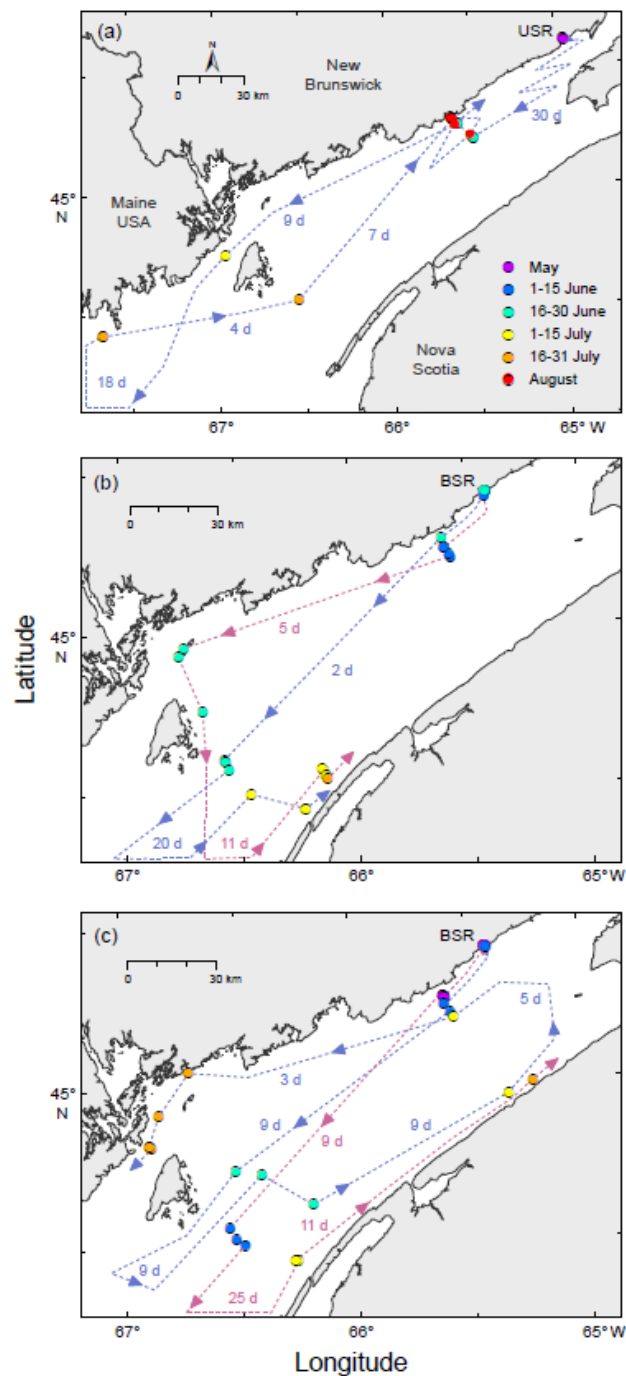 (a)
USR
N
0 30 km
New
Brunswick
30 d
45°
N
Maine
USA
9 d
7 d
4 d
18 d
May
1-15 June
16-30 June
1-15 July
16-31 July
August
Nova
Scotia
67° 66° 65° W
(b)
BSR
0 30 km
45°
N
5 d
2 d
20 d
11 d
67° 66° 65° W
Latitude
(c)
BSR
0 30 km
5 d
45°
N
3 d
9 d
9 d
9 d
11 d
9 d
25 d
67° 66° 65° W
Longitude